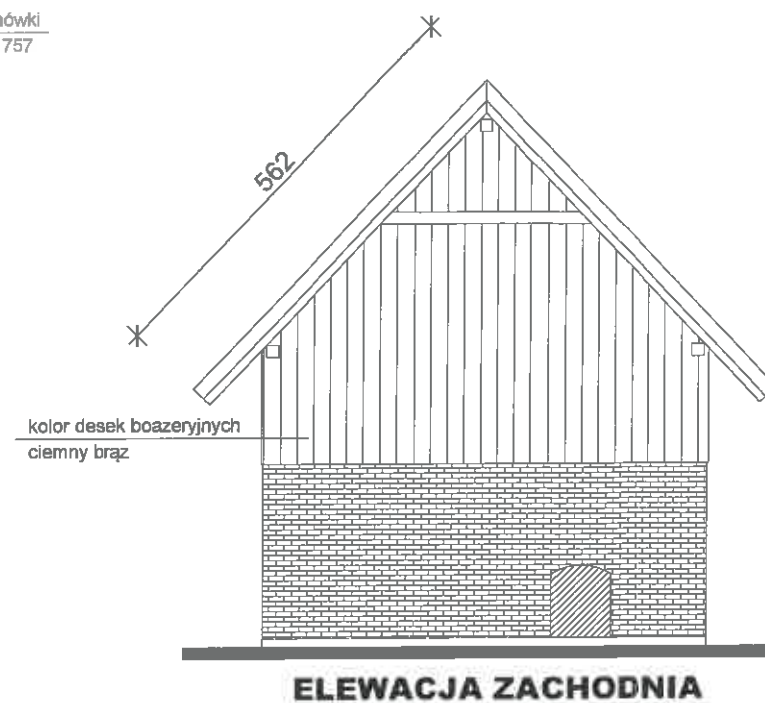 757
562
kolor desek boazeryjnych
ciemny brąz
ELEWACJA ZACHODNIA